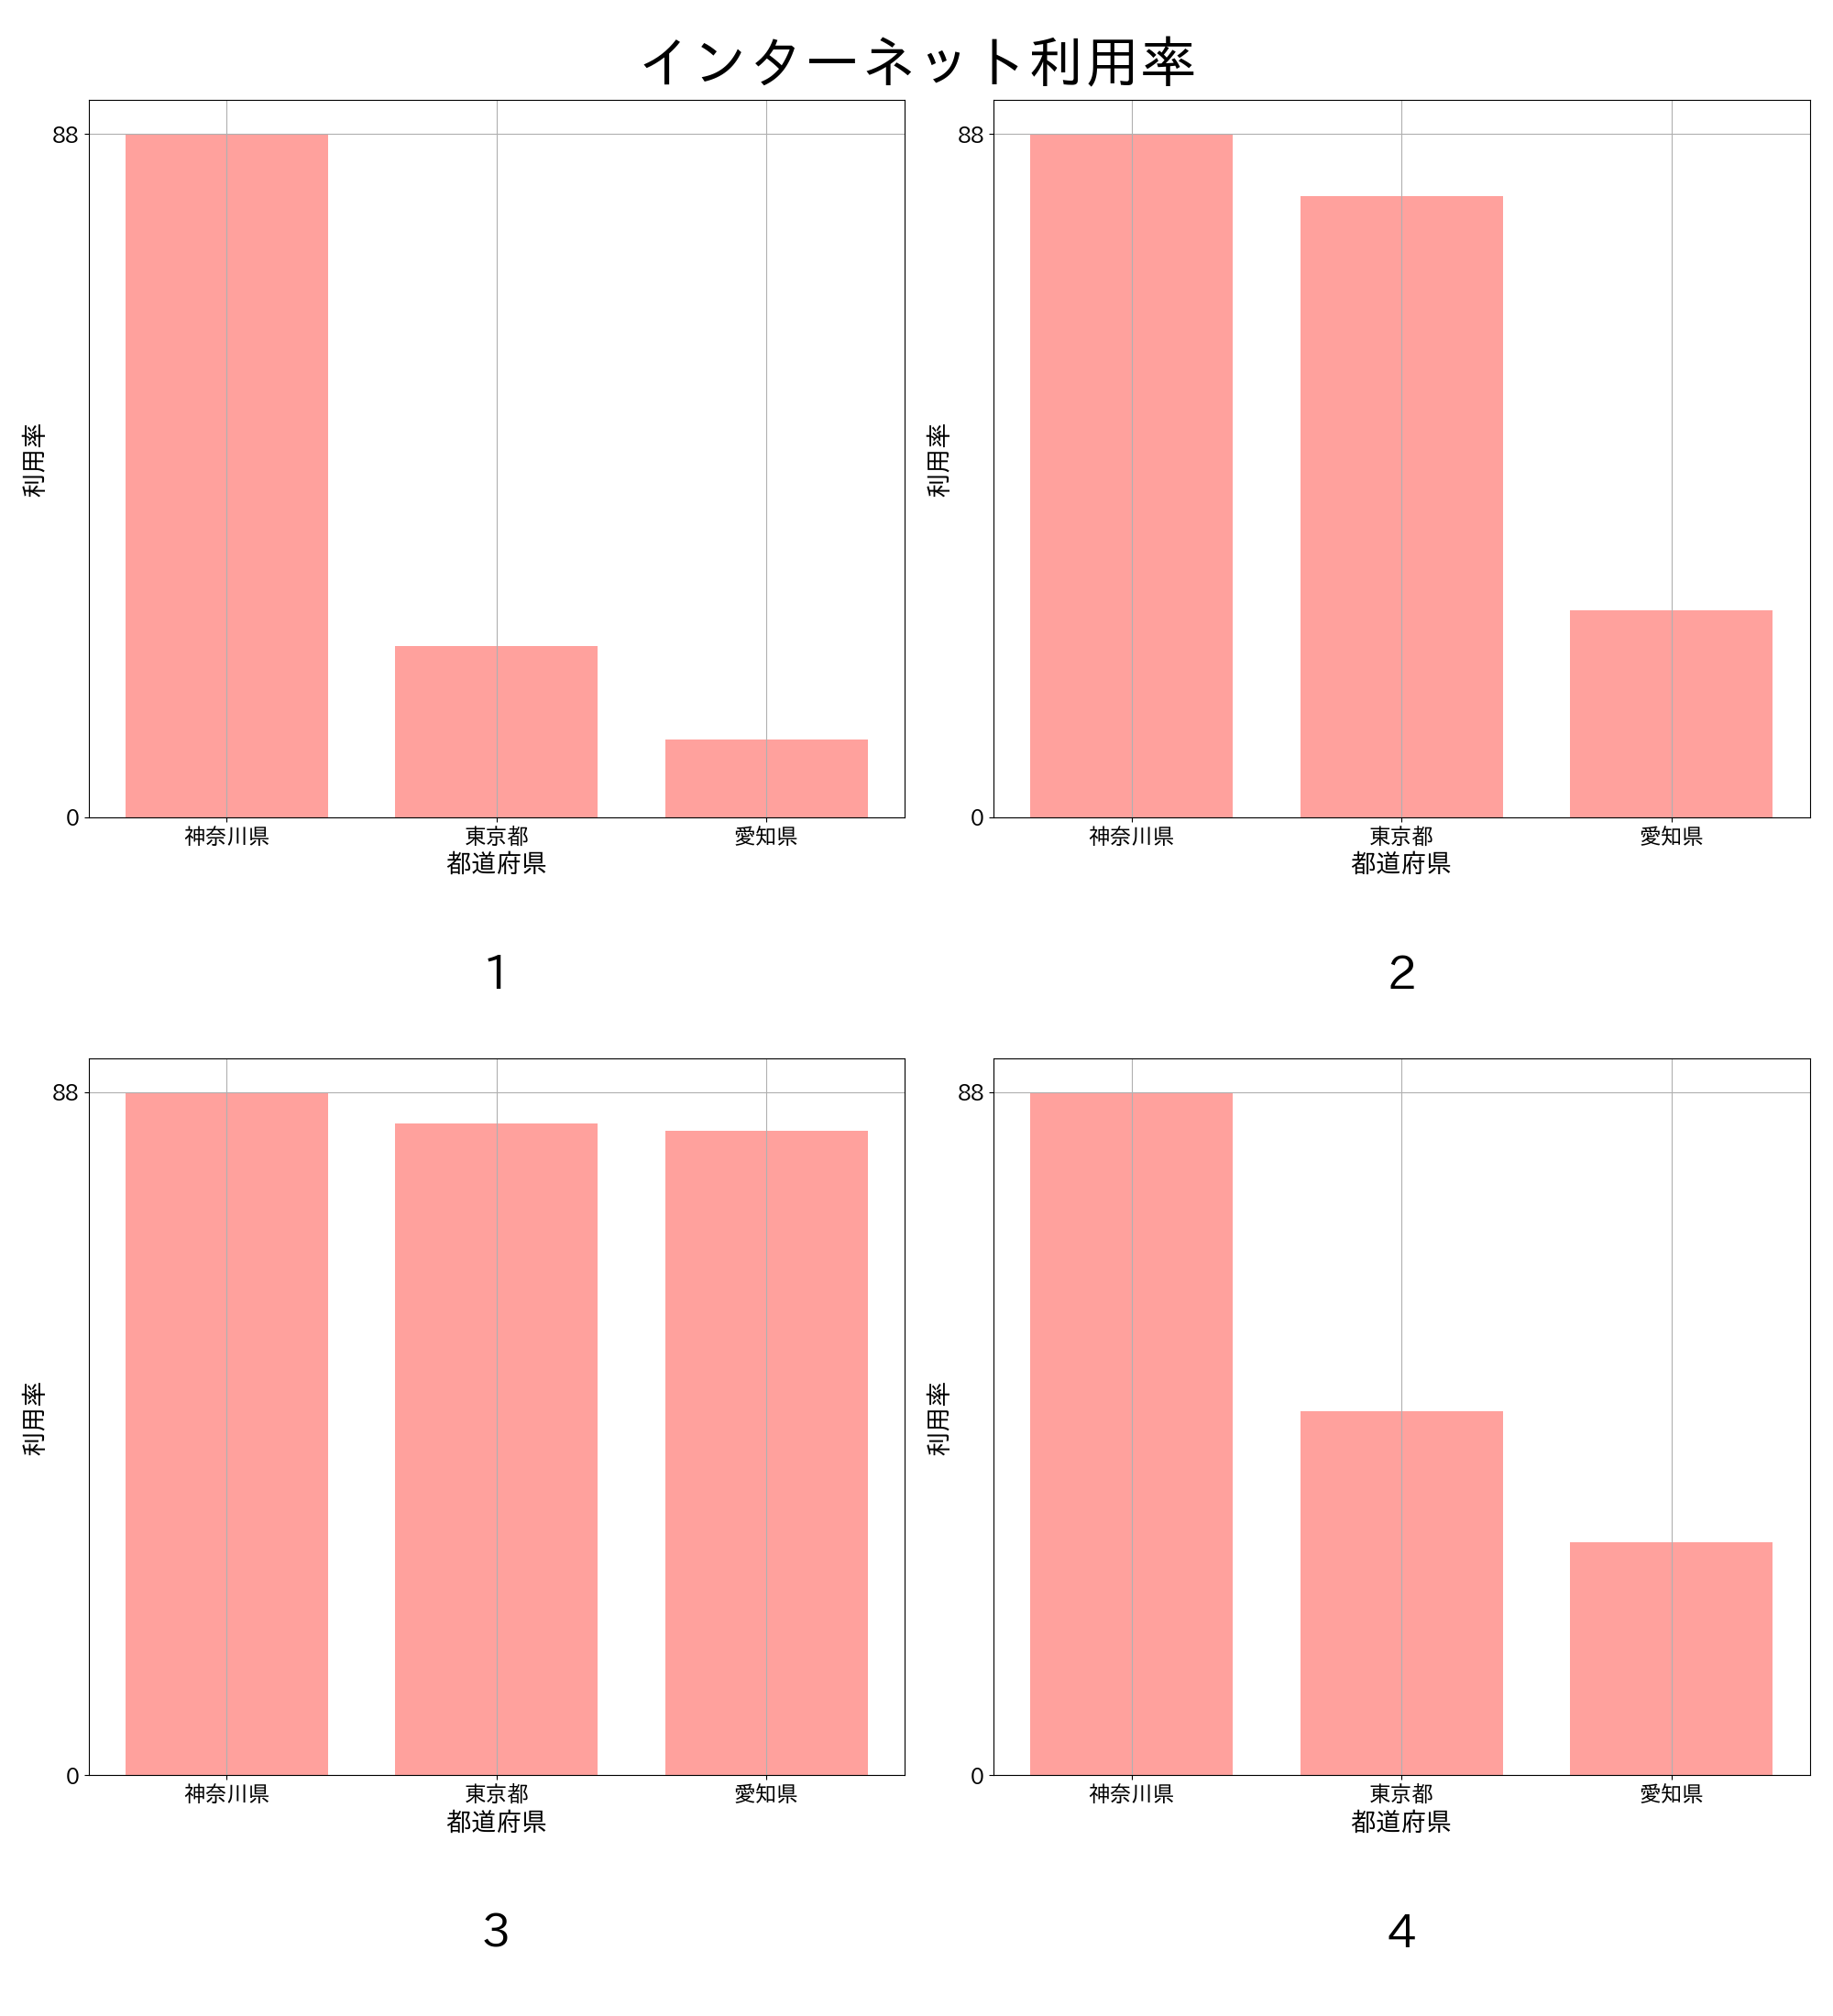 インターネット利用率
88
0
利用率
神奈川県 東京都 愛知県
都道府県
1
88
0
利用率
神奈川県 東京都 愛知県
都道府県
2
88
0
利用率
神奈川県 東京都 愛知県
都道府県
3
88
0
利用率
神奈川県 東京都 愛知県
都道府県
4